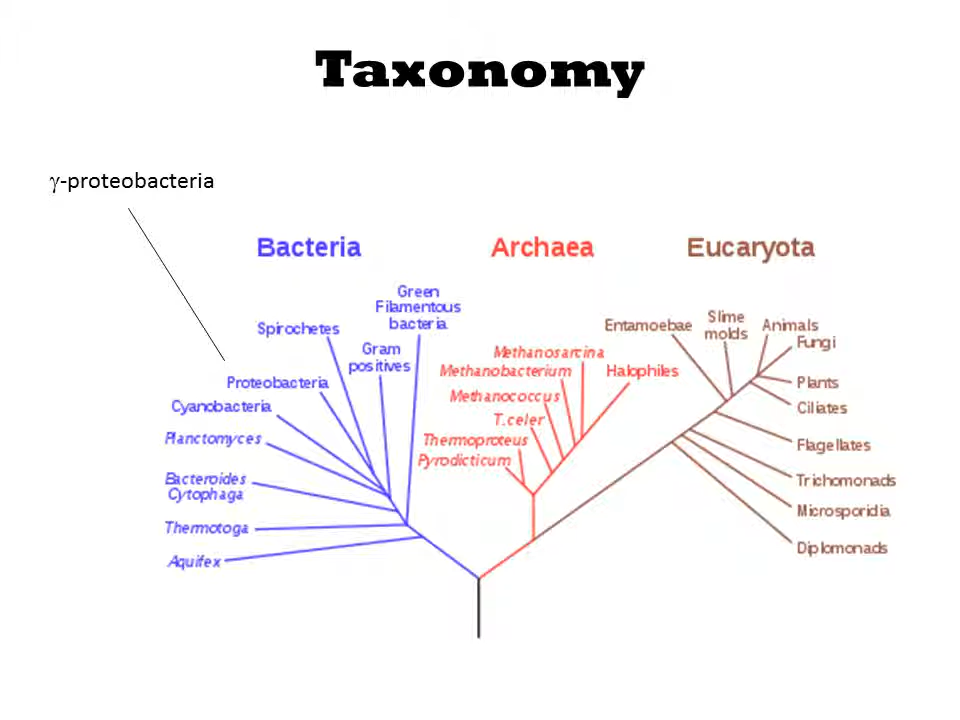 Taxonomy
γ-proteobacteria
Bacteria
Archaea
Eucaryota
Green
Filamentous
bacteria
Spirochetes
Gram
positives
Proteobacteria
Cyanobacteria
Planctomyces
Bacteroides
Cytophaga
Thermotoga
Aquifex
Methanosarcina
Methanobacterium
Halophiles
Methanococcus
T.celer
Thermoproteus
Pyrodicticum
Entamoebae
Slime
molds
Animals
Fungi
Plants
Ciliates
Flagellates
Trichomonads
Microsporidia
Diplomonads